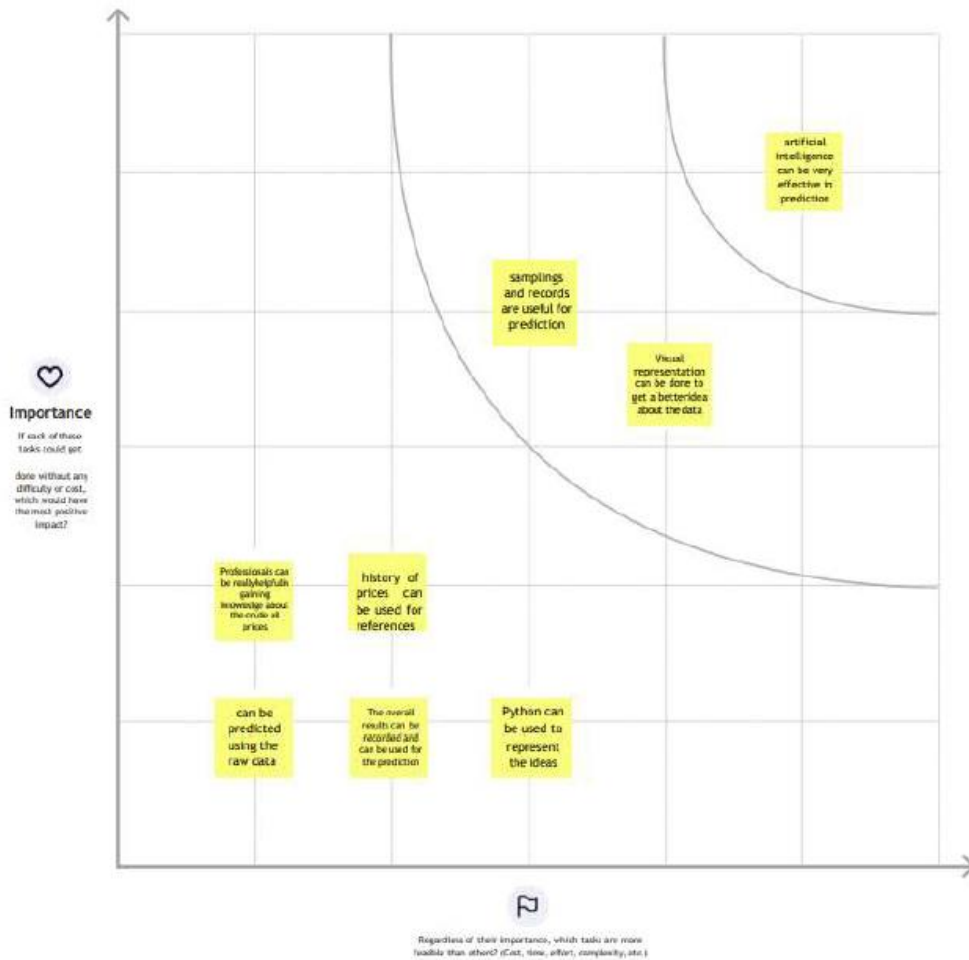 artificial
intelligence
can be very
effective in
prediction
samplings
and records
are useful for
prediction
Visual
representation
can be done to
get a betteridea
about the data
Importance
If each of these
tasks could get
done without any
difficulty or cost,
which would have
the most positive
impact?
Professionals can
be reallyhelpfulin
gaining
knowledge about
the crude oil
prices
history of
prices can
be used for
references
can be
predicted
using the
raw data
The overall
results can be
recorded and
can be used for
the prediction
Python can
be used to
represent
the ideas
Regardless of their importance, which tasks are more
feasible than others? (Cost, time, effort, complexity, etc.)